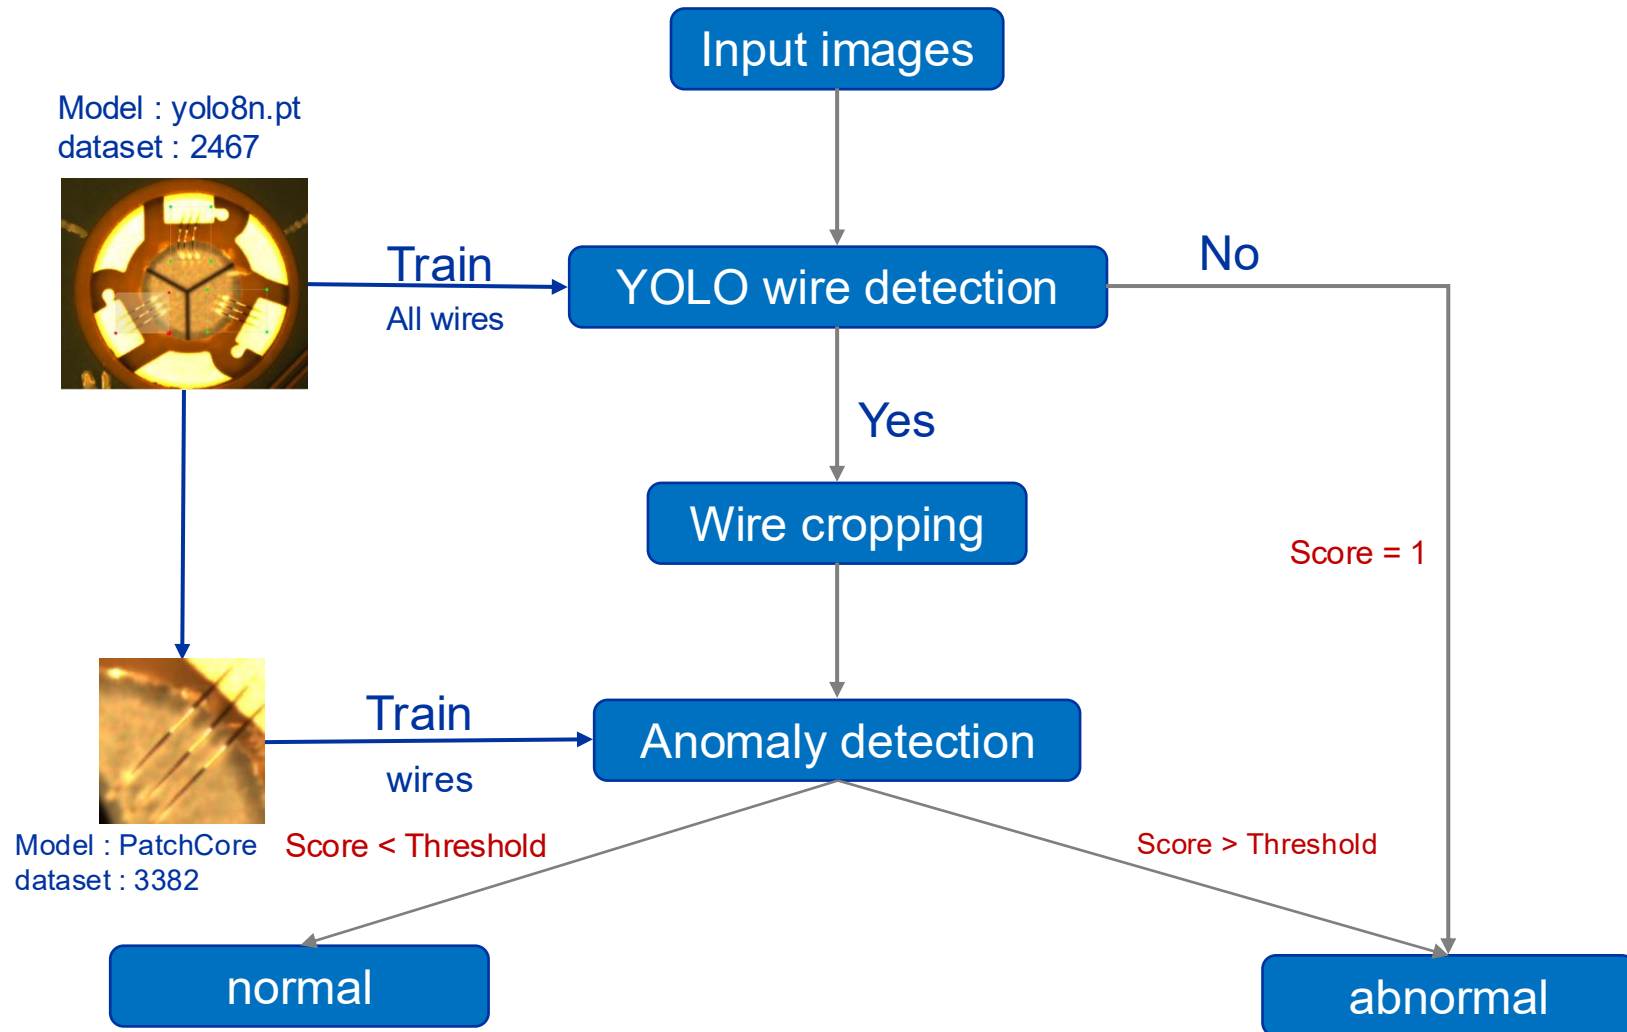 Input images
Model : yolo8n.pt
dataset : 2467
Train
All wires
YOLO wire detection
No
Yes
Wire cropping
Score = 1
Train
wires
Anomaly detection
Model : PatchCore
dataset : 3382
Score < Threshold
Score > Threshold
normal
abnormal